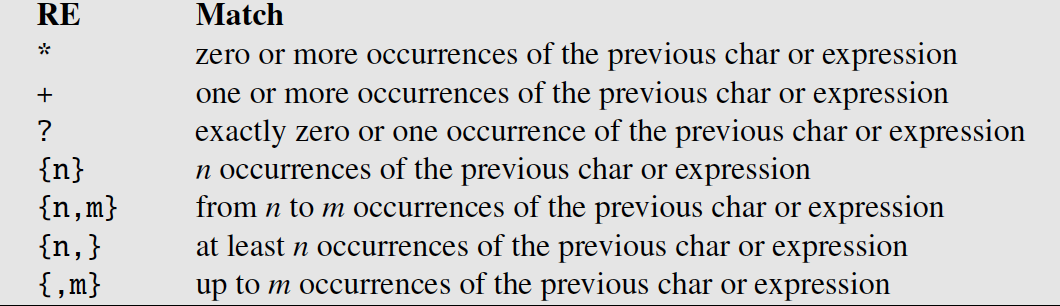 RE Match
* zero or more occurrences of the previous char or expression
+ one or more occurrences of the previous char or expression
? exactly zero or one occurrence of the previous char or expression
{n} n occurrences of the previous char or expression
{n,m} from n to m occurrences of the previous char or expression
{n,} at least n occurrences of the previous char or expression
{,m} up to m occurrences of the previous char or expression